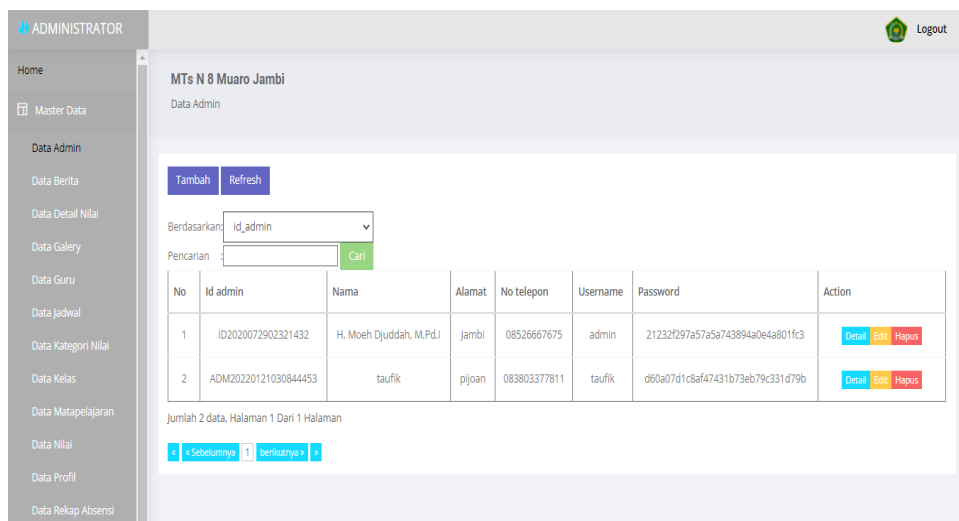 ADMINISTRATOR
Logout
Home
Master Data
Data Admin
Data Berita
Data Detail Nilai
Data Galery
Data Guru
Data Jadwal
Data Kategori Nilai
Data Kelas
Data Matapelajaran
Data Nilai
Data Profil
Data Rekap Absensi
MTs N 8 Muaro Jambi
Data Admin
Tambah Refresh
Berdasarkan: id_admin
Pencarian : Cari
No Id admin Nama Alamat No telepon Username Password Action
1 ID2020072902321432 H. Moeh Djuddah, M.Pd.I Jambi 08526667675 admin 21232f297a57a5a743894a0e4a801fc3 Detail Edit Hapus
2 ADM20220121030844453 taufik pijoan 083803377811 taufik d60a07d1c8af47431b73eb79c331d79b Detail Edit Hapus
Jumlah 2 data, Halaman 1 Dari 1 Halaman
« « Sebelumnya 1 berikutnya » »